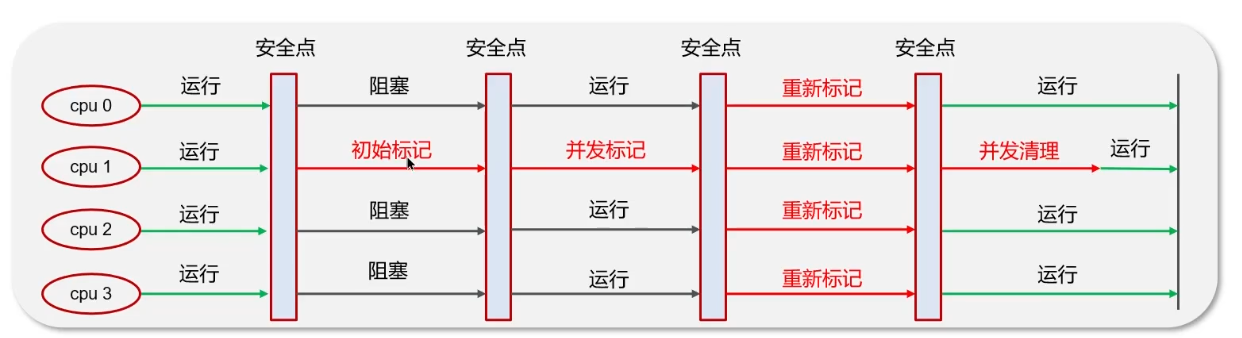 安全点 安全点 安全点 安全点
cpu 0 运行 阻塞 运行 重新标记 运行
cpu 1 运行 初始标记 并发标记 重新标记 并发清理 运行
cpu 2 运行 阻塞 运行 重新标记 运行
cpu 3 运行 阻塞 运行 重新标记 运行